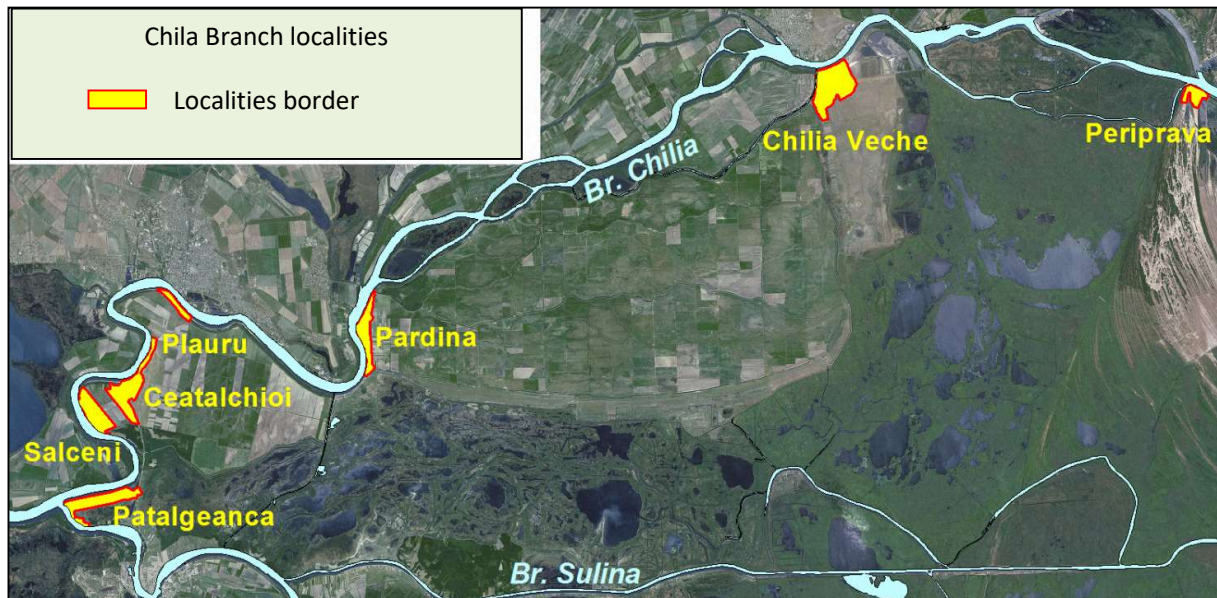 Chila Branch localities
Localities border
Chilia Veche
Periprava
Br. Chilia
Plauru
Pardina
Ceatalchioi
Salceni
Patalgeanca
Br. Sulina